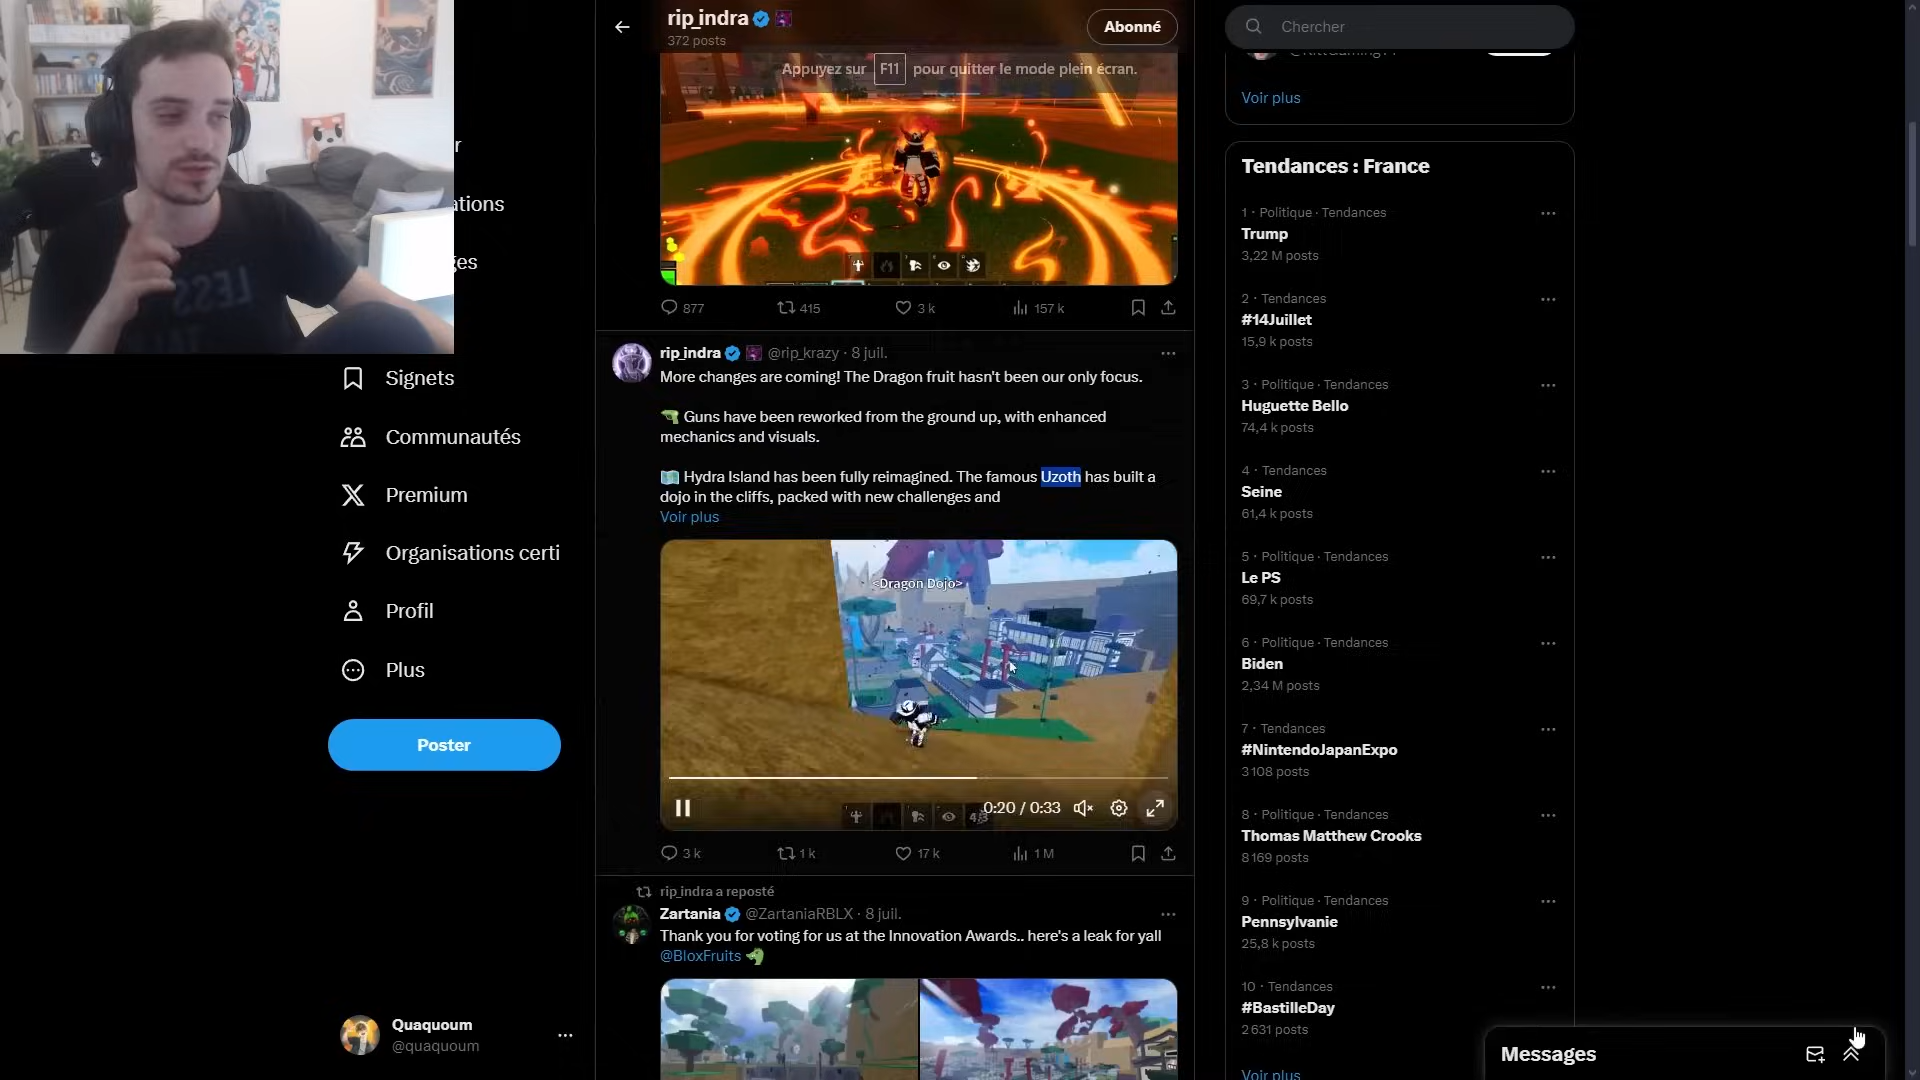 rip_indra
372 posts
Abonné
Appuyez sur F11 pour quitter le mode plein écran.
877
415
3 k
157 k
rip_indra @rip_krazy · 8 juil.
More changes are coming! The Dragon fruit hasn't been our only focus.
Guns have been reworked from the ground up, with enhanced
mechanics and visuals.
Hydra Island has been fully reimagined. The famous Uzoth has built a
dojo in the cliffs, packed with new challenges and
Voir plus
<Dragon Dojo>
0:20 / 0:33
3 k
1 k
17 k
1 M
rip_indra a reposté
Zartania @ZartaniaRBLX · 8 juil.
Thank you for voting for us at the Innovation Awards.. here's a leak for yall
@BloxFruits
r
ations
ges
Signets
Communautés
Premium
Organisations certi
Profil
Plus
Poster
Quaquoum
@quaquoum
Chercher
Voir plus
Tendances : France
1 · Politique · Tendances
Trump
3,22 M posts
2 · Tendances
#14Juillet
15,9 k posts
3 · Politique · Tendances
Huguette Bello
74,4 k posts
4 · Tendances
Seine
61,4 k posts
5 · Politique · Tendances
Le PS
69,7 k posts
6 · Politique · Tendances
Biden
2,34 M posts
7 · Tendances
#NintendoJapanExpo
3 108 posts
8 · Politique · Tendances
Thomas Matthew Crooks
8 169 posts
9 · Politique · Tendances
Pennsylvanie
25,8 k posts
10 · Tendances
#BastilleDay
2 631 posts
Voir plus
Messages
LESS